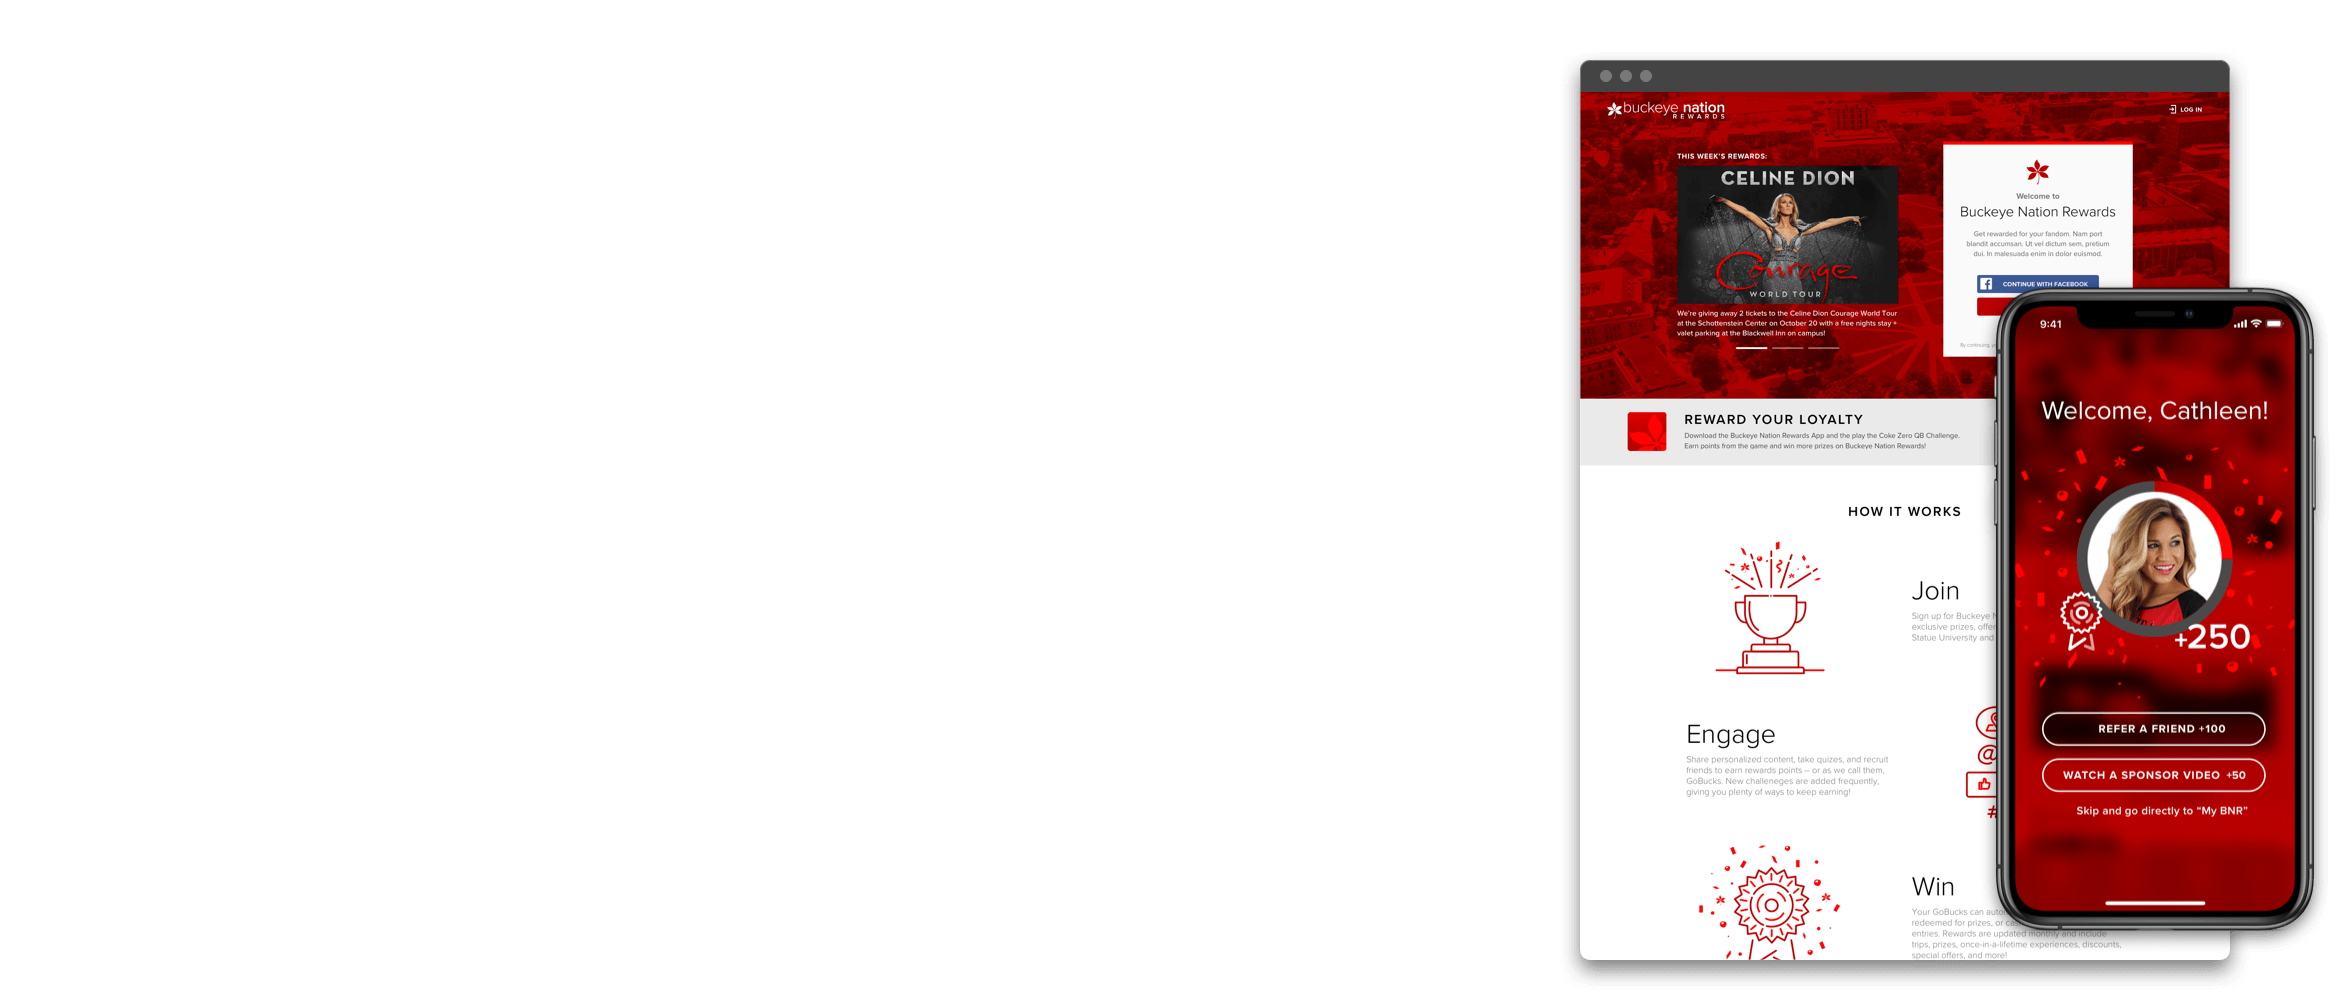 buckeye nation
REWARDS
LOG IN
THIS WEEK'S REWARDS:
CELINE DION
Courage
WORLD TOUR
We're giving away 2 tickets to the Celine Dion Courage World Tour
at the Schottenstein Center on October 20 with a free nights stay +
valet parking at the Blackwell Inn on campus!
Welcome to
Buckeye Nation Rewards
Get rewarded for your fandom. Nam port
blandit accumsan. Ut vel dictum sem, pretium
dui. In malesuada enim in dolor euismod.
CONTINUE WITH FACEBOOK
By continuing,
REWARD YOUR LOYALTY
Download the Buckeye Nation Rewards App and the play the Coke Zero QB Challenge.
Earn points from the game and win more prizes on Buckeye Nation Rewards!
HOW IT WORKS
Join
Sign up for Buckeye
exclusive prizes, offer
Statue University and
Engage
Share personalized content, take quizes, and recruit
friends to earn rewards points – or as we call them,
GoBucks. New challeneges are added frequently,
giving you plenty of ways to keep earning!
@
#
Win
Your GoBucks can
redeemed for prizes, or
entries. Rewards are updated monthly and include
trips, prizes, once-in-a-lifetime experiences, discounts,
special offers, and more!
9:41
Welcome, Cathleen!
+250
REFER A FRIEND +100
WATCH A SPONSOR VIDEO +50
Skip and go directly to "My BNR"